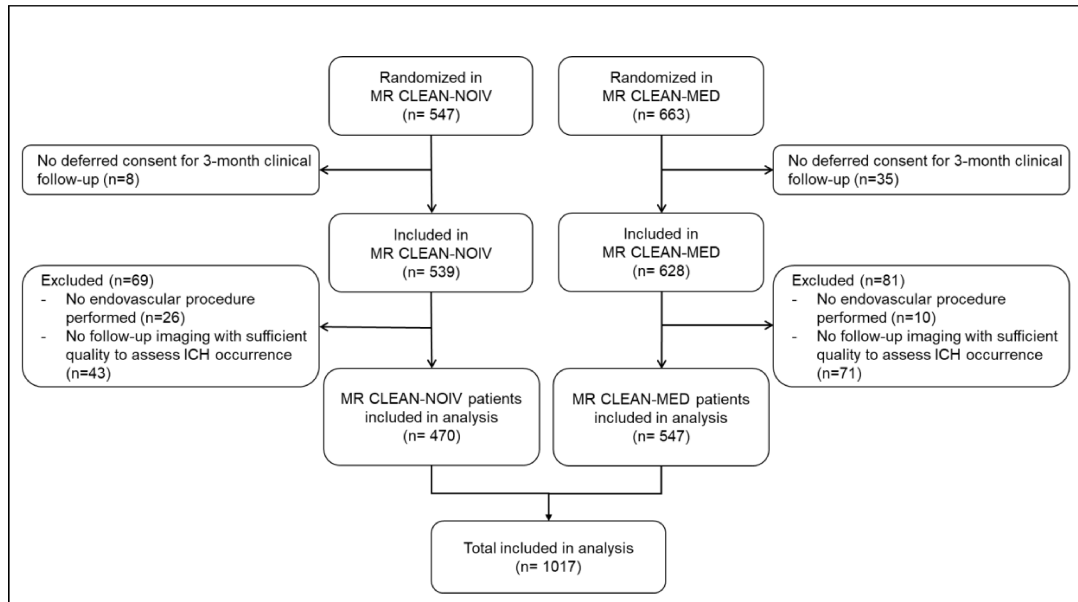 Randomized in
MR CLEAN-NOIV
(n= 547)
Randomized in
MR CLEAN-MED
(n= 663)
No deferred consent for 3-month clinical
follow-up (n=8)
No deferred consent for 3-month clinical
follow-up (n=35)
Included in
MR CLEAN-NOIV
(n= 539)
Included in
MR CLEAN-MED
(n= 628)
Excluded (n=69)
- No endovascular procedure
performed (n=26)
- No follow-up imaging with sufficient
quality to assess ICH occurrence
(n=43)
Excluded (n=81)
- No endovascular procedure
performed (n=10)
- No follow-up imaging with sufficient
quality to assess ICH occurrence
(n=71)
MR CLEAN-NOIV patients
included in analysis
(n= 470)
MR CLEAN-MED patients
included in analysis
(n= 547)
Total included in analysis
(n= 1017)